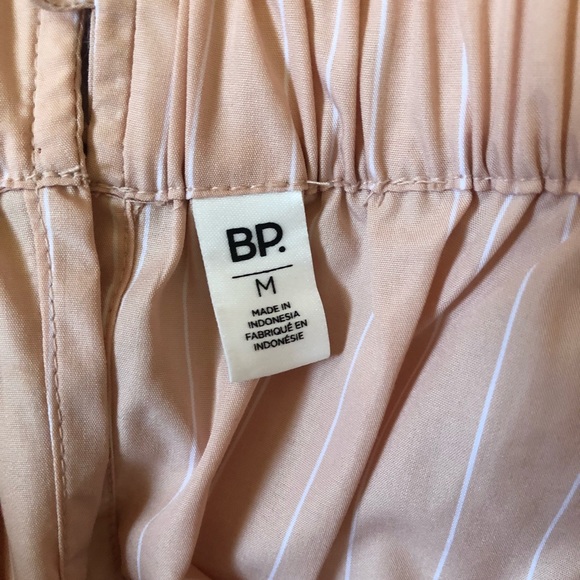 BP.
M
MADE IN
INDONESIA
FABRIQUÉ EN
INDONÉSIE